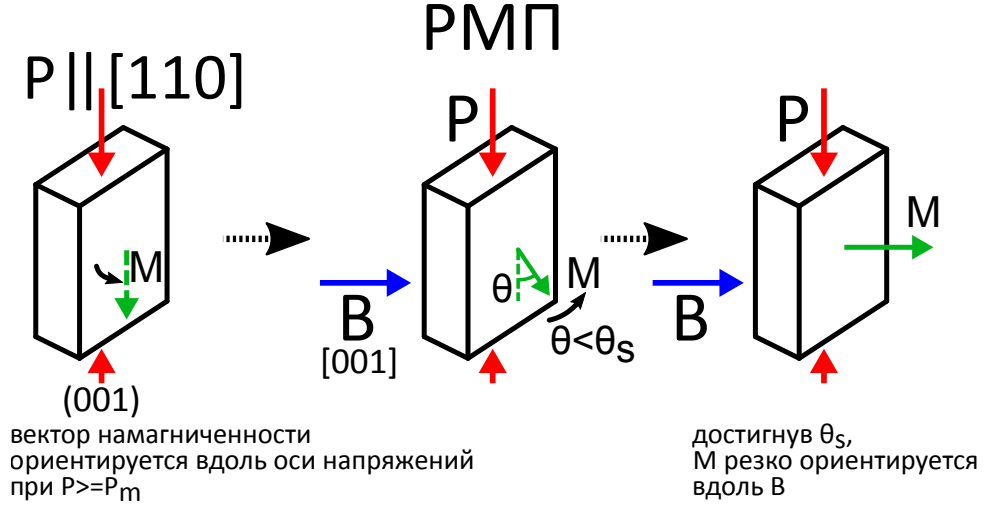 РМП
P || [110]
P
P
M
θ
M
θ<θs
M
B
[001]
B
(001)
вектор намагниченности
ориентируется вдоль оси напряжений
при P>=Pm
достигнув θs,
M резко ориентируется
вдоль B